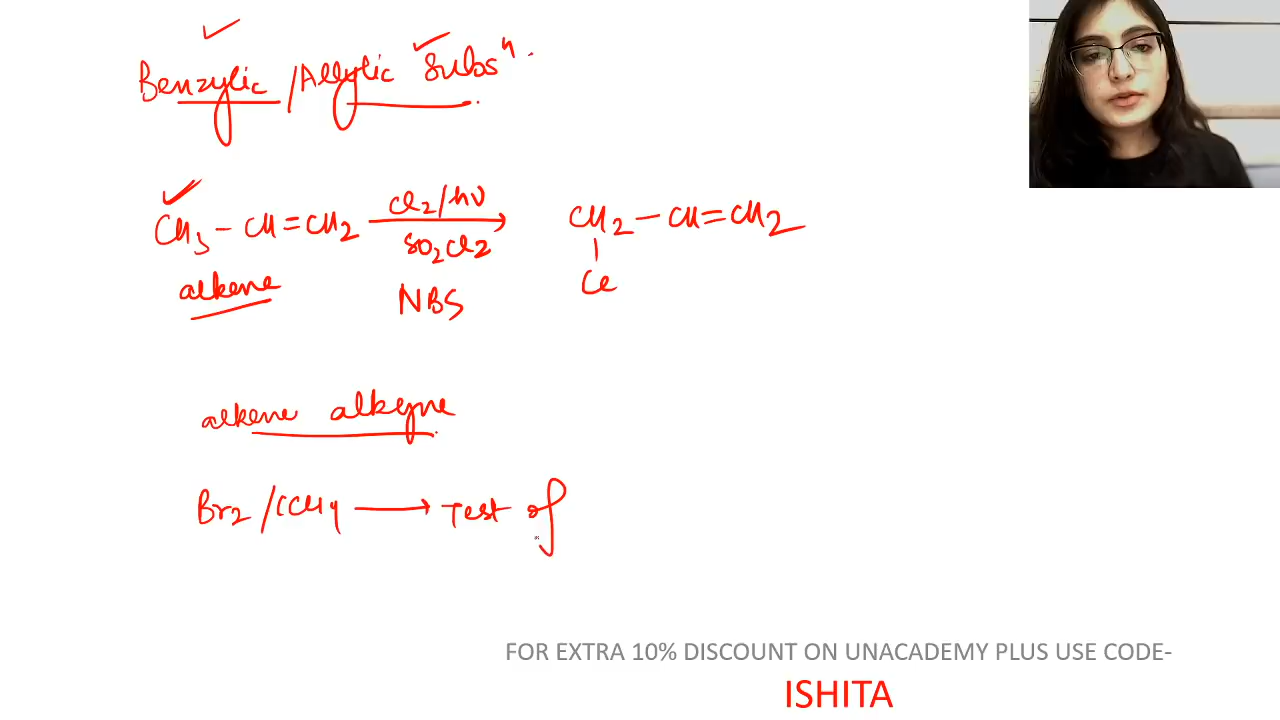 Benzylic / Allylic Subsⁿ.
CH3 - CH = CH2 Cl2/hν CH2 - CH = CH2
SO2Cl2
Cl
alkene NBS
alkene alkyne
Br2 /CCl4 → Test of
FOR EXTRA 10% DISCOUNT ON UNACADEMY PLUS USE CODE-
ISHITA